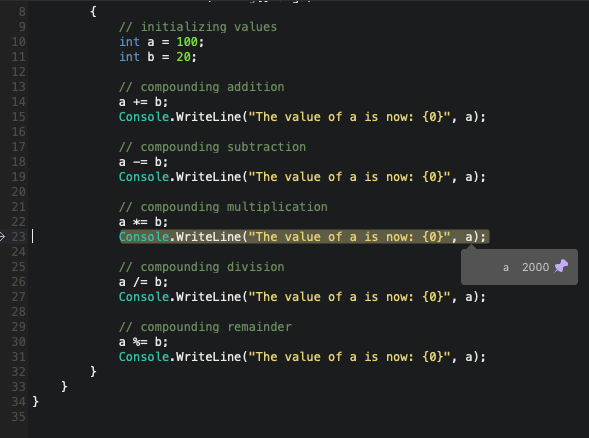 8 {
9 // initializing values
10 int a = 100;
11 int b = 20;
12
13 // compounding addition
14 a += b;
15 Console.WriteLine("The value of a is now: {0}", a);
16
17 // compounding subtraction
18 a -= b;
19 Console.WriteLine("The value of a is now: {0}", a);
20
21 // compounding multiplication
22 a *= b;
23 Console.WriteLine("The value of a is now: {0}", a);
24
a 2000
25 // compounding division
26 a /= b;
27 Console.WriteLine("The value of a is now: {0}", a);
28
29 // compounding remainder
30 a %= b;
31 Console.WriteLine("The value of a is now: {0}", a);
32 }
33 }
34 }
35